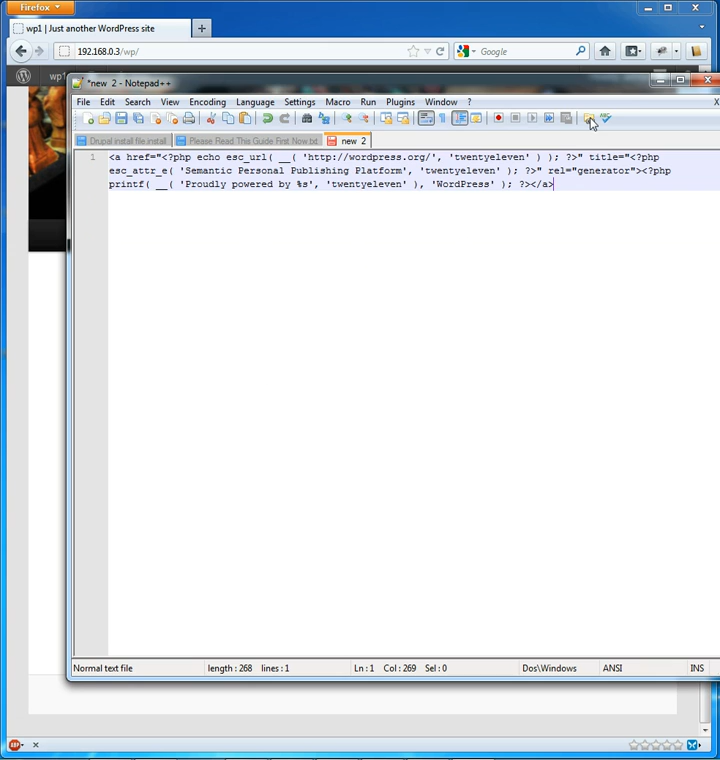 Firefox
wp1 | Just another WordPress site
192.168.0.3/wp/
Google
wp1
*new 2 - Notepad++
File Edit Search View Encoding Language Settings Macro Run Plugins Window ? X
Drupal install file.install Please Read This Guide First Now.txt new 2
1 <a href="<?php echo esc_url( __( 'http://wordpress.org/', 'twentyeleven' ) ); ?>" title="<?php
esc_attr_e( 'Semantic Personal Publishing Platform', 'twentyeleven' ); ?>" rel="generator"><?php
printf( __( 'Proudly powered by %s', 'twentyeleven' ), 'WordPress' ); ?></a>
Normal text file length : 268 lines : 1 Ln : 1 Col : 269 Sel : 0 Dos\Windows ANSI INS